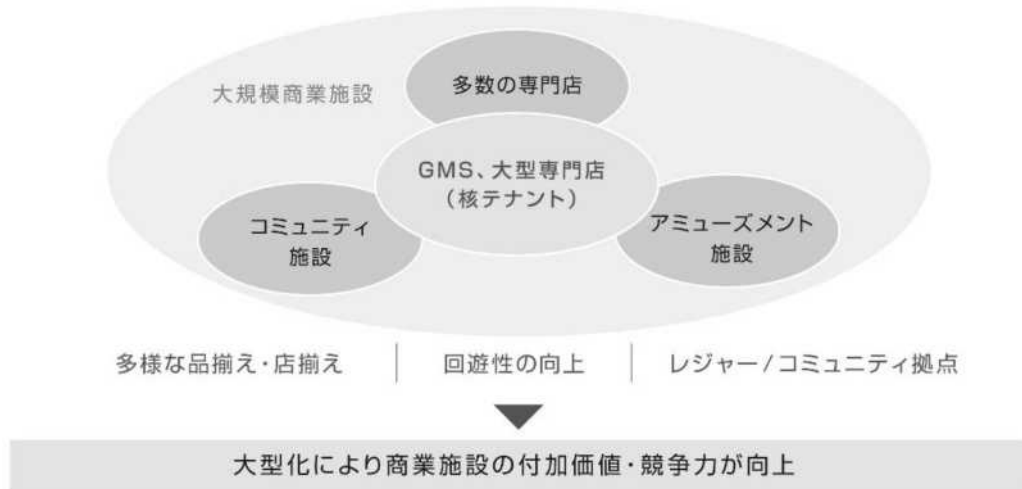 多数の専門店
大規模商業施設
GMS、大型専門店
(核テナント)
コミュニティ
施設
アミューズメント
施設
多様な品揃え・店揃え
回遊性の向上
レジャー/コミュニティ拠点
大型化により商業施設の付加価値・競争力が向上